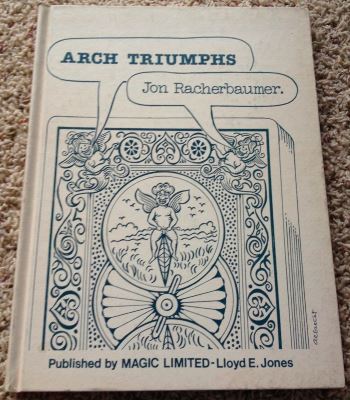 ARCH TRIUMPHS
Jon Racherbaumer.
Published by MAGIC LIMITED-Lloyd E. Jones